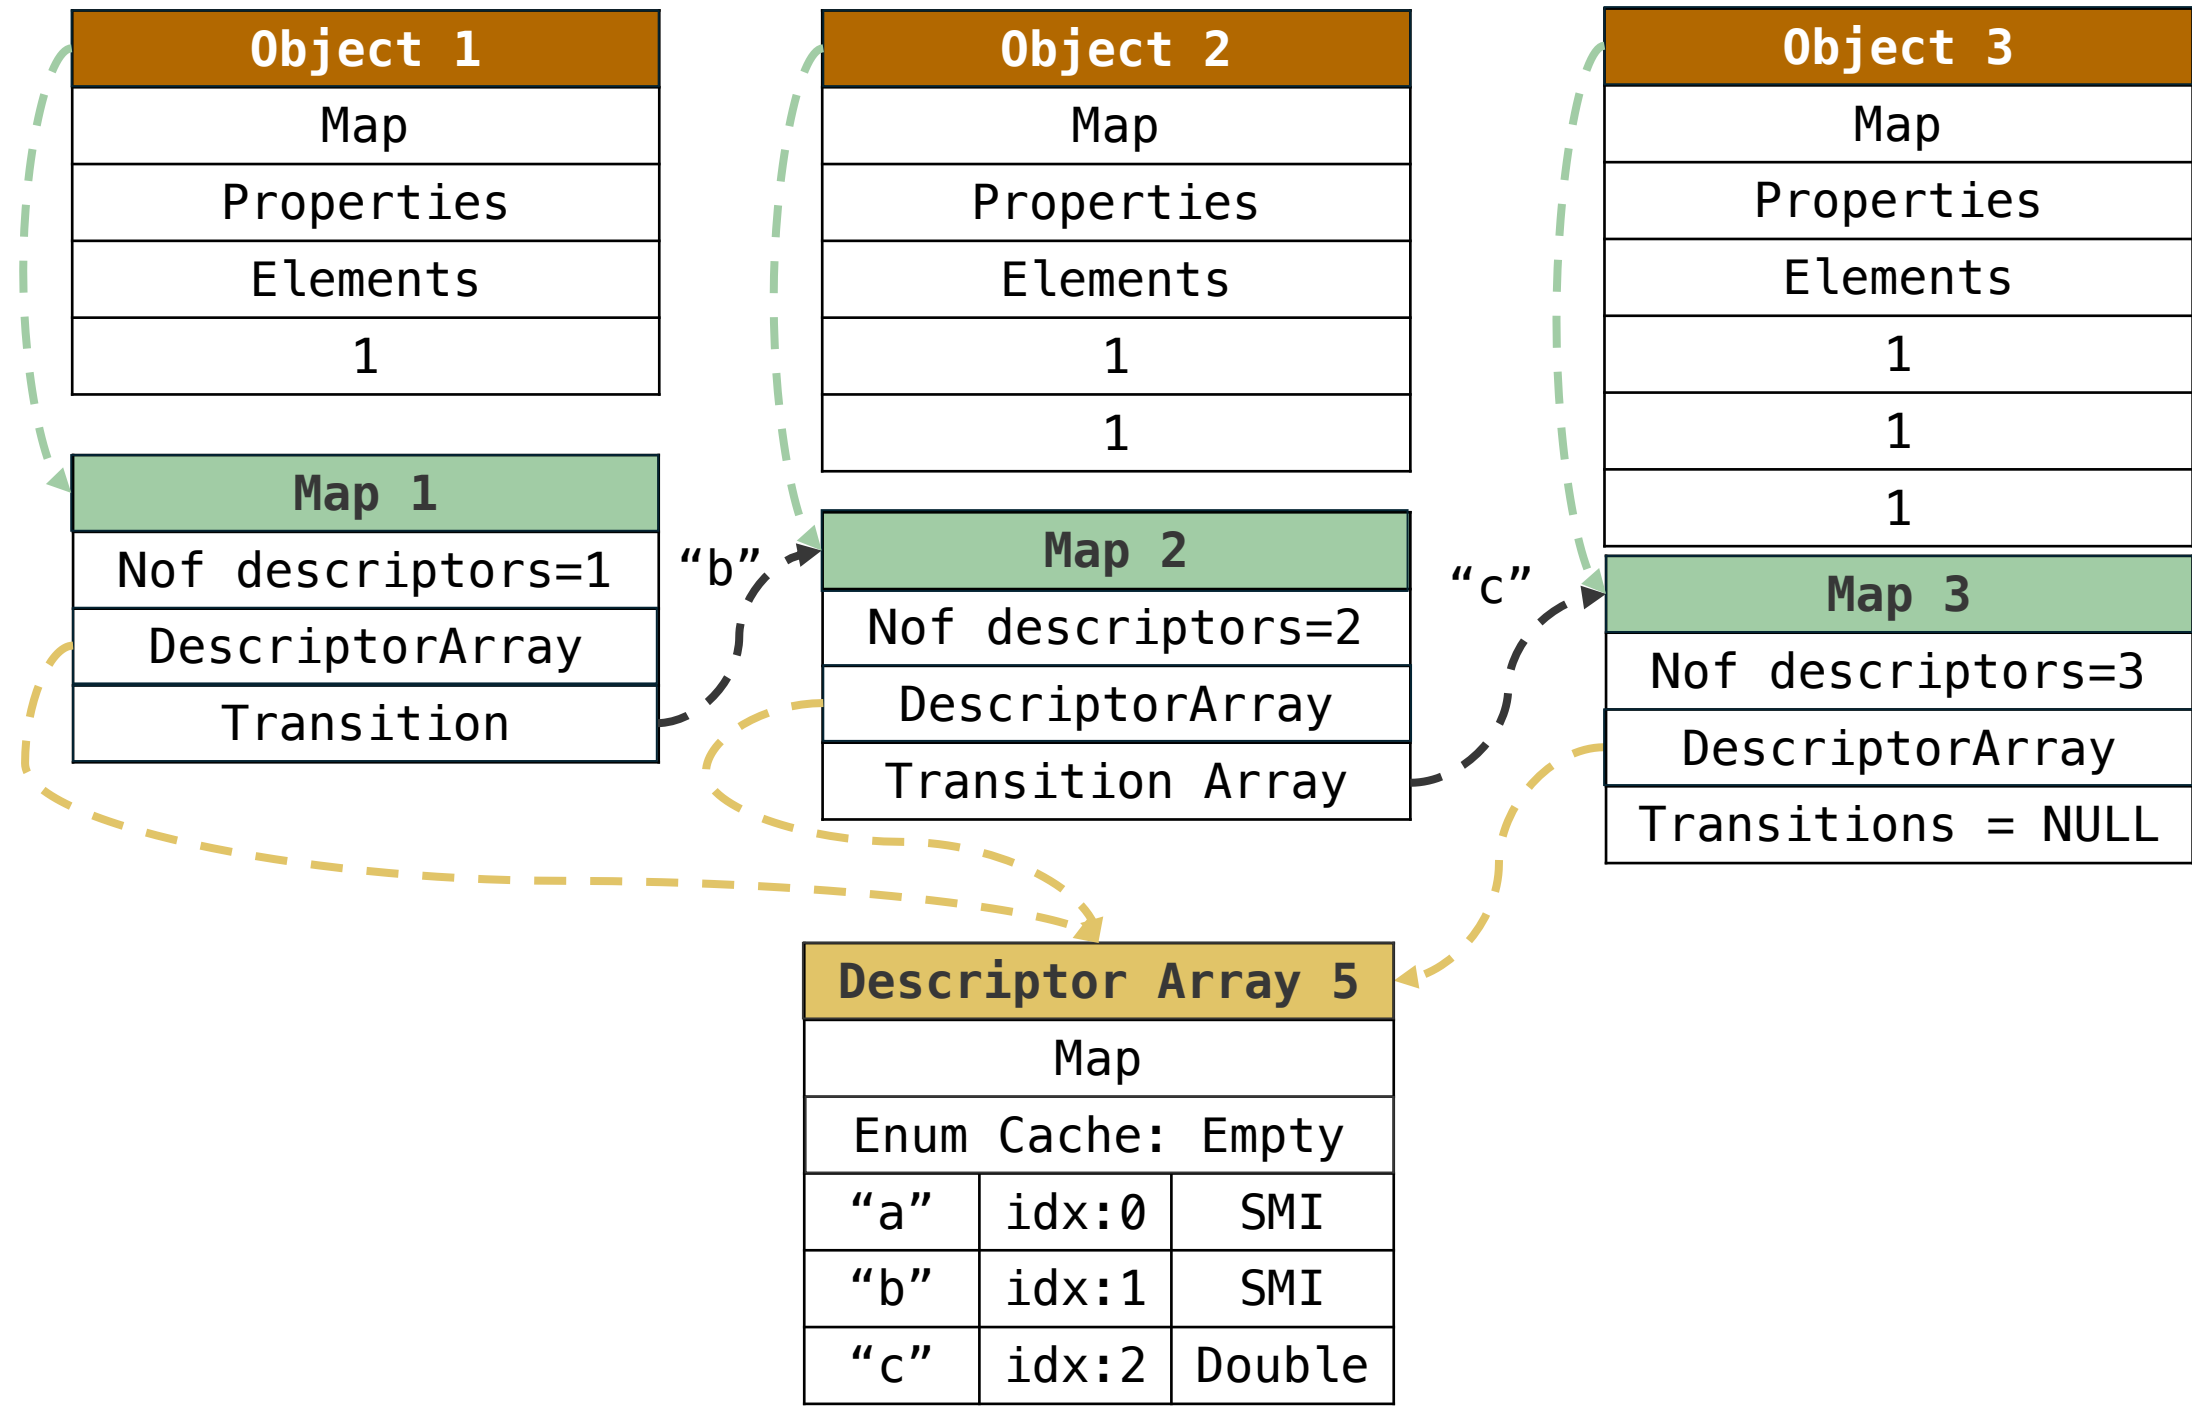 Object 1
Map
Properties
Elements
1
Map 1
Nof descriptors=1
DescriptorArray
Transition
“b”
Object 2
Map
Properties
Elements
1
1
Map 2
Nof descriptors=2
DescriptorArray
Transition Array
“c”
Object 3
Map
Properties
Elements
1
1
1
Map 3
Nof descriptors=3
DescriptorArray
Transitions = NULL
Descriptor Array 5
Map
Enum Cache: Empty
“a” idx:0 SMI
“b” idx:1 SMI
“c” idx:2 Double